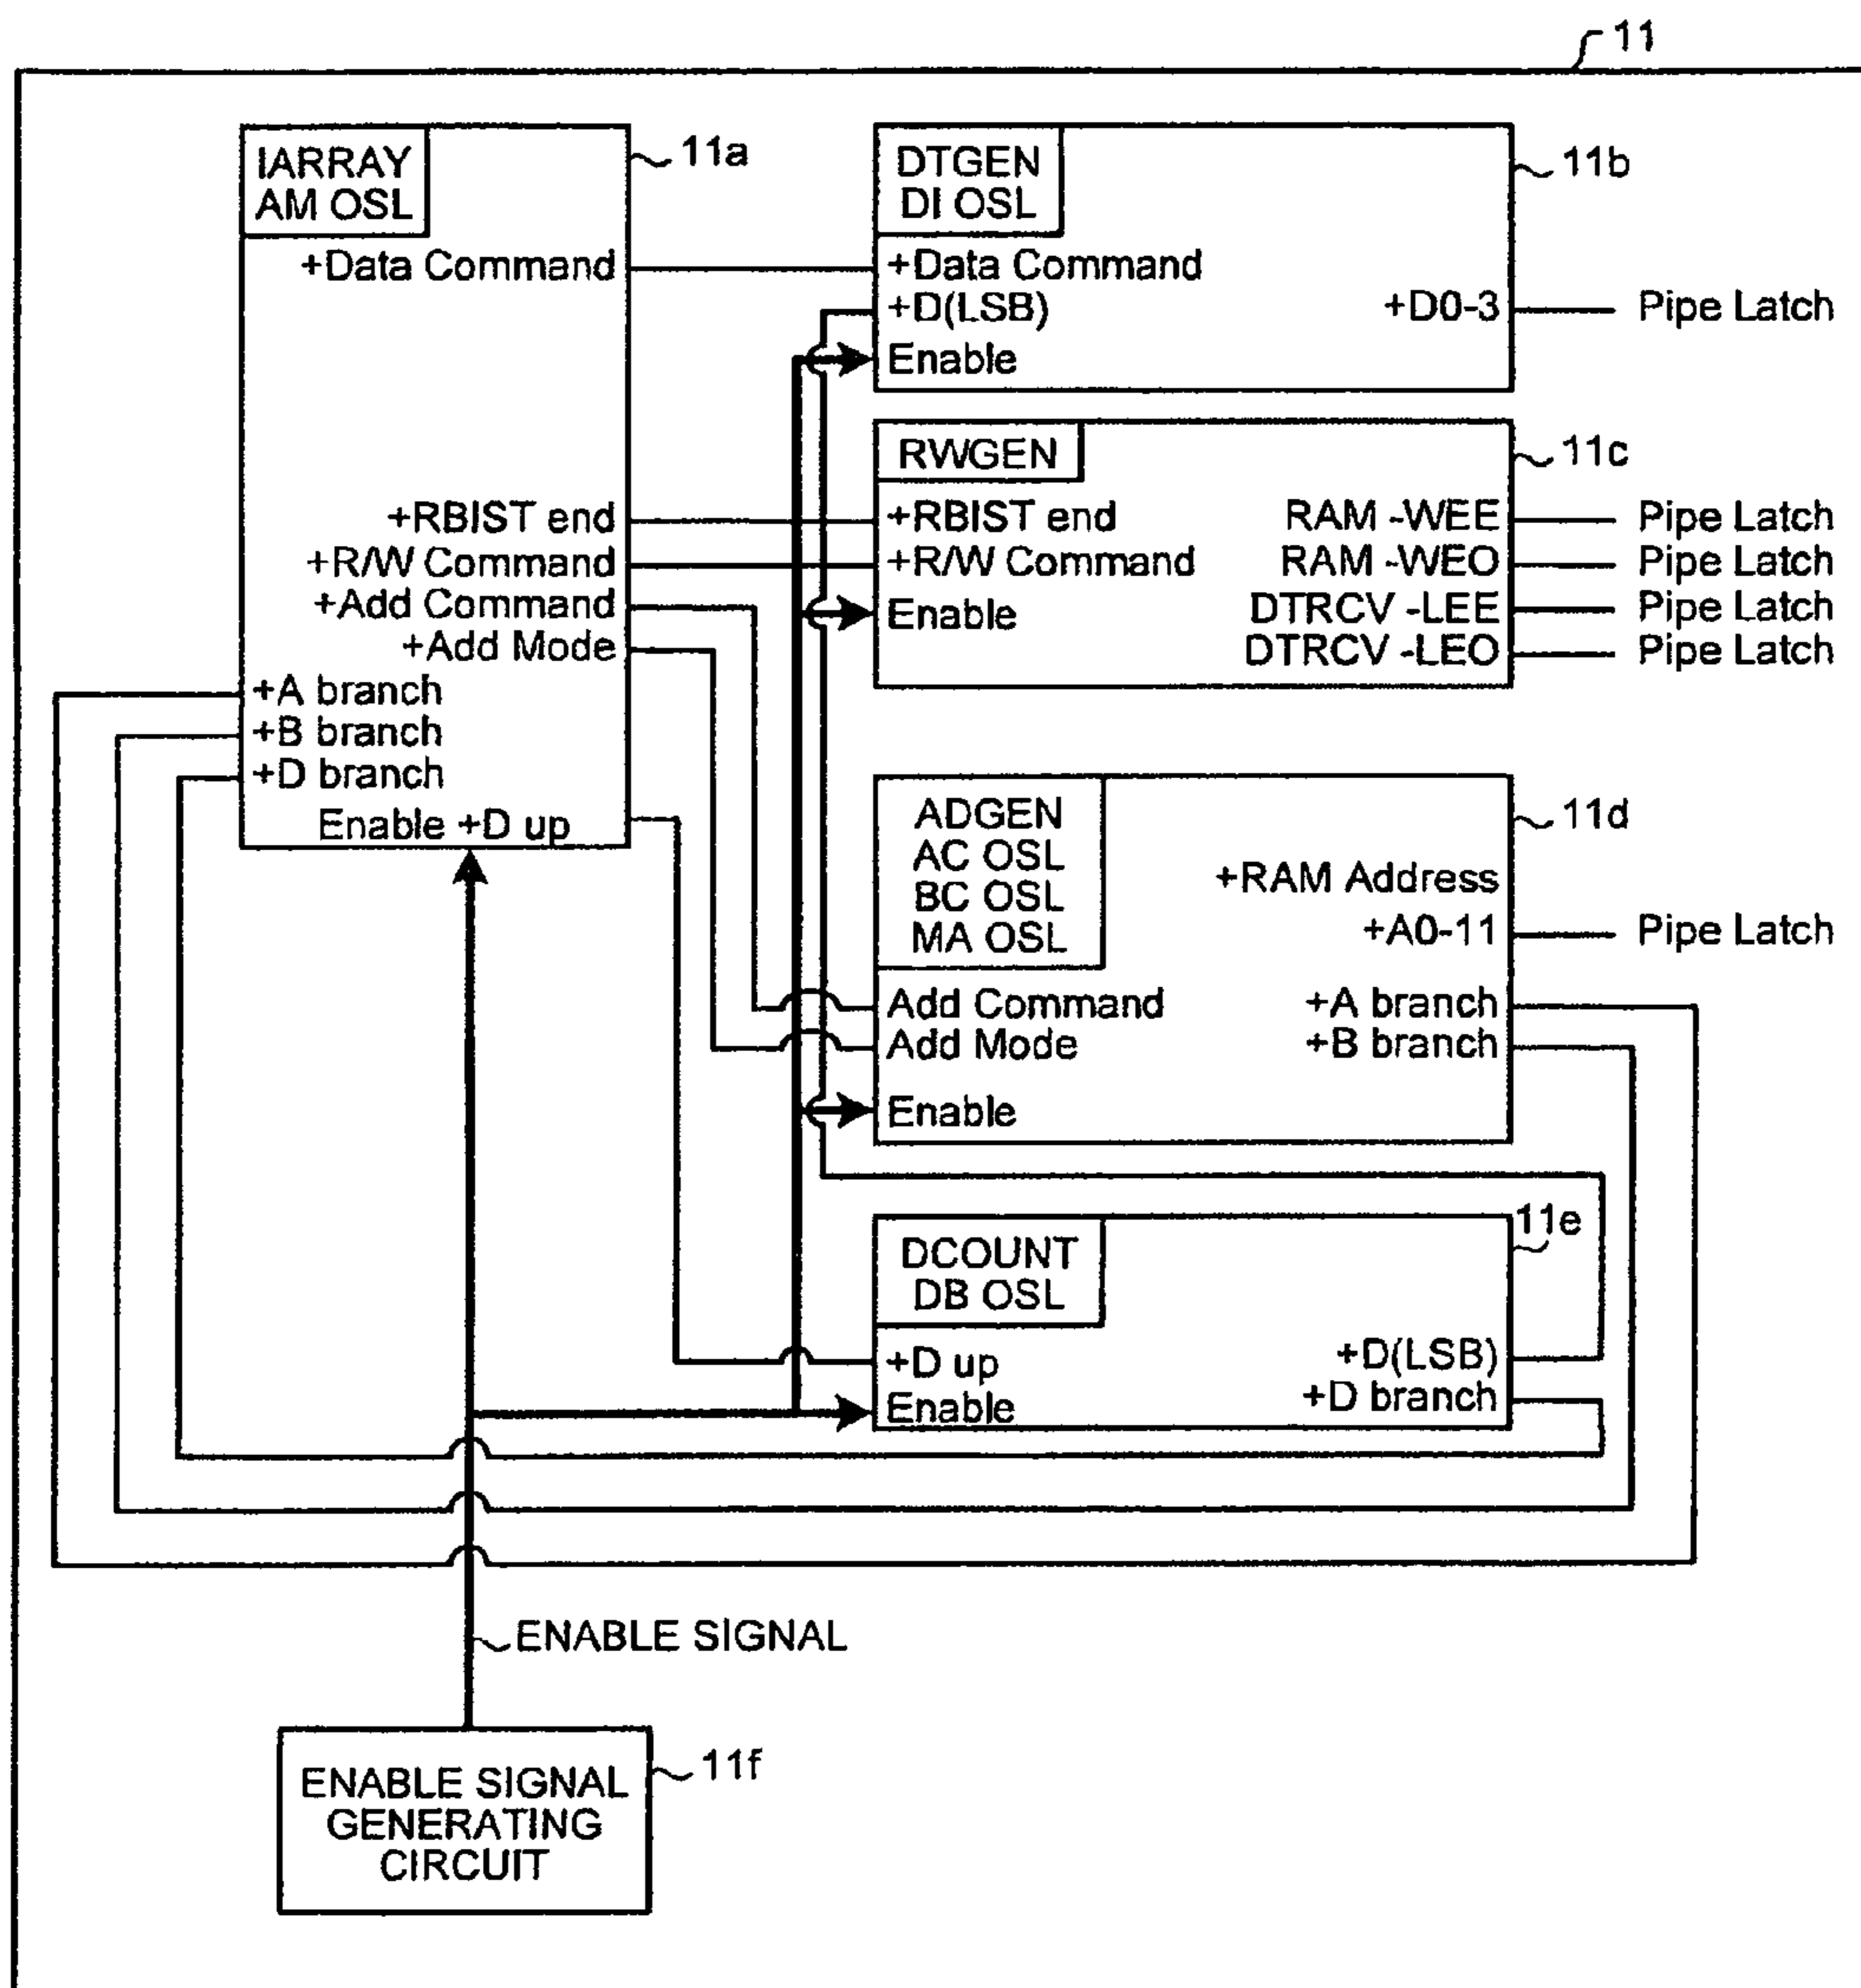 11
IARRAY
AM OSL
11a
+Data Command
+RBIST end
+R/W Command
+Add Command
+Add Mode
+A branch
+B branch
+D branch
Enable +D up
DTGEN
DI OSL
11b
+Data Command
+D(LSB)
+D0-3
Pipe Latch
Enable
RWGEN
11c
+RBIST end
RAM -WEE
Pipe Latch
+R/W Command
RAM -WEO
Pipe Latch
Enable
DTRCV -LEE
Pipe Latch
DTRCV -LEO
Pipe Latch
ADGEN
AC OSL
BC OSL
MA OSL
11d
+RAM Address
+A0-11
Pipe Latch
Add Command
+A branch
Add Mode
+B branch
Enable
DCOUNT
DB OSL
11e
+D up
+D(LSB)
Enable
+D branch
ENABLE SIGNAL
ENABLE SIGNAL
GENERATING
CIRCUIT
11f